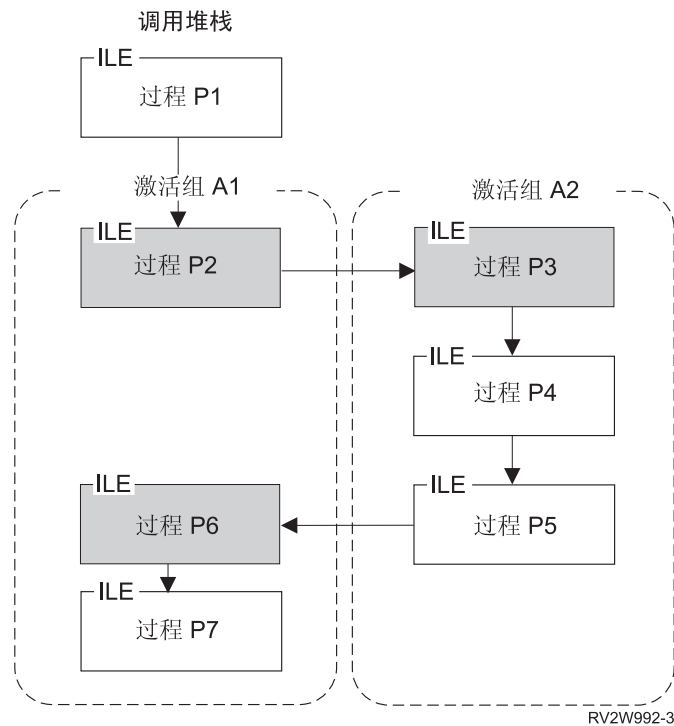 调用堆栈
ILE
过程 P1
激活组 A1
激活组 A2
ILE
过程 P2
ILE
过程 P3
ILE
过程 P4
ILE
过程 P6
ILE
过程 P5
ILE
过程 P7
RV2W992-3